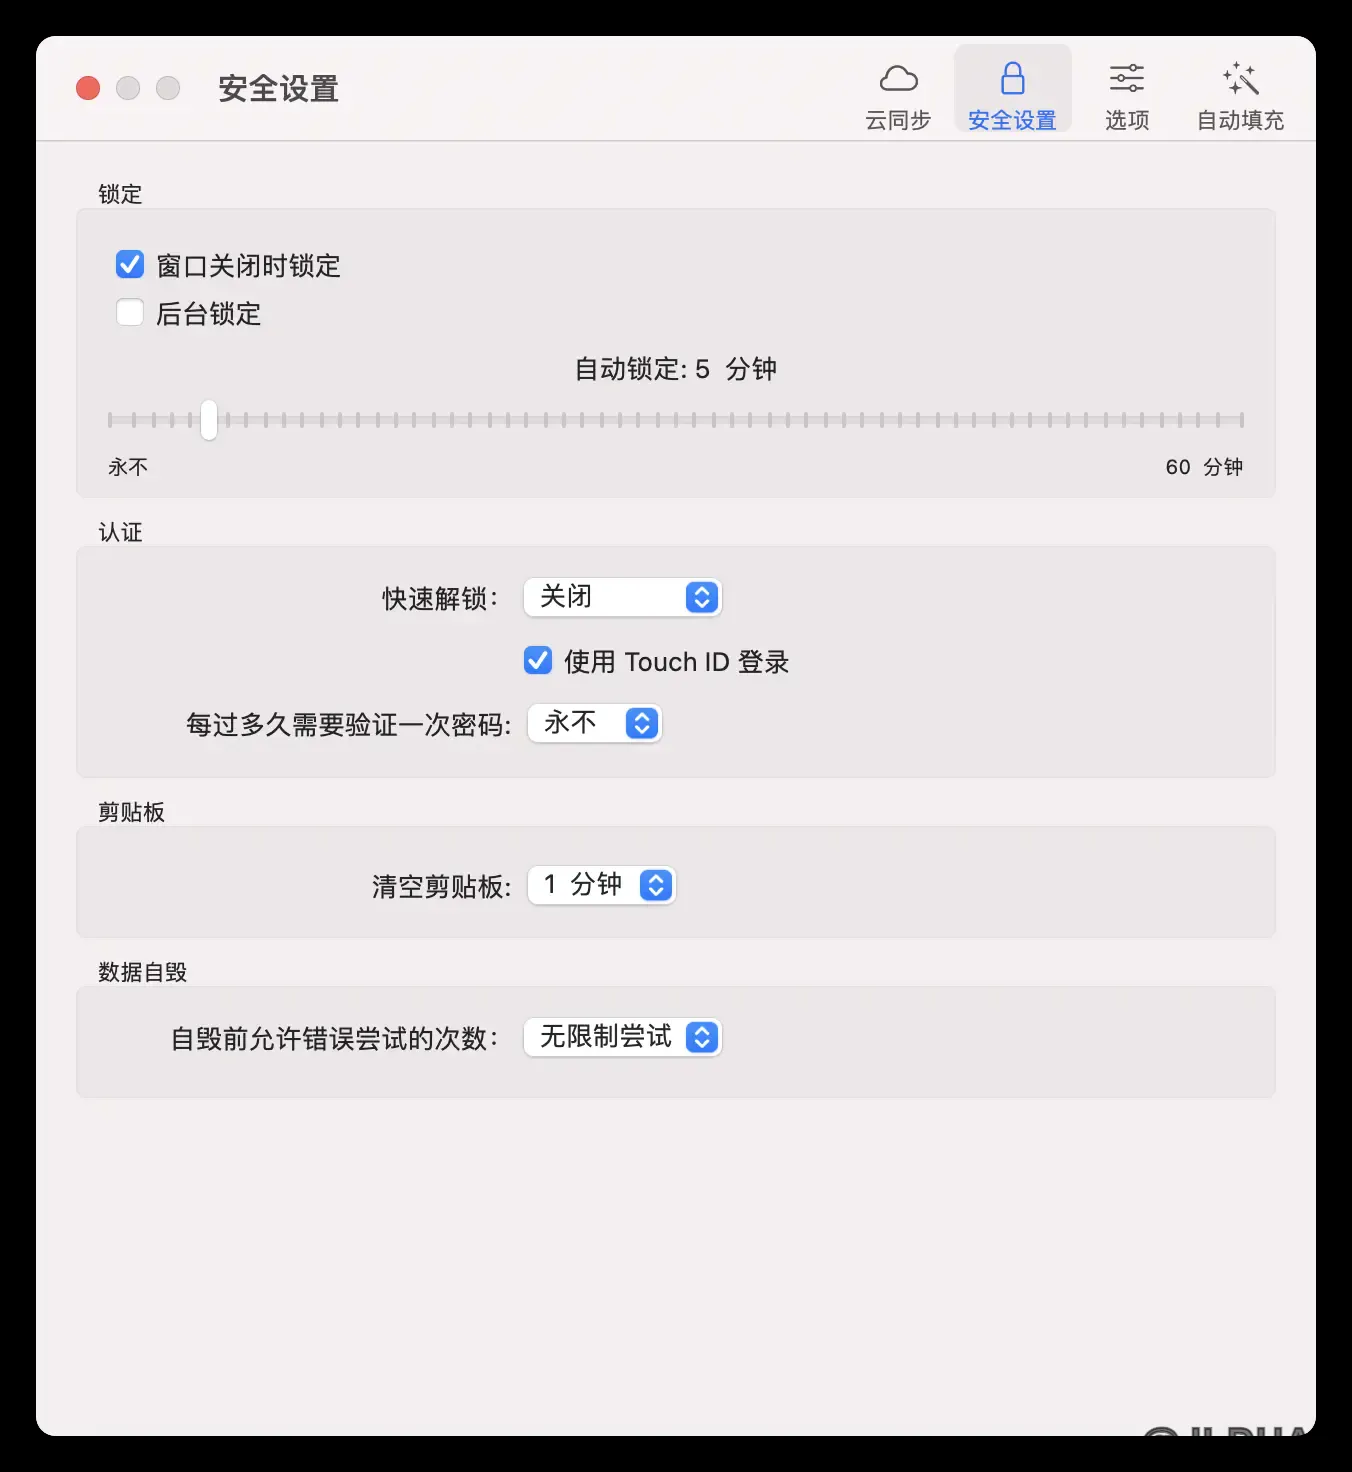 安全设置
云同步
安全设置
选项
自动填充
锁定
窗口关闭时锁定
后台锁定
自动锁定: 5 分钟
永不
60 分钟
认证
快速解锁： 关闭
使用 Touch ID 登录
每过多久需要验证一次密码: 永不
剪贴板
清空剪贴板: 1 分钟
数据自毁
自毁前允许错误尝试的次数： 无限制尝试